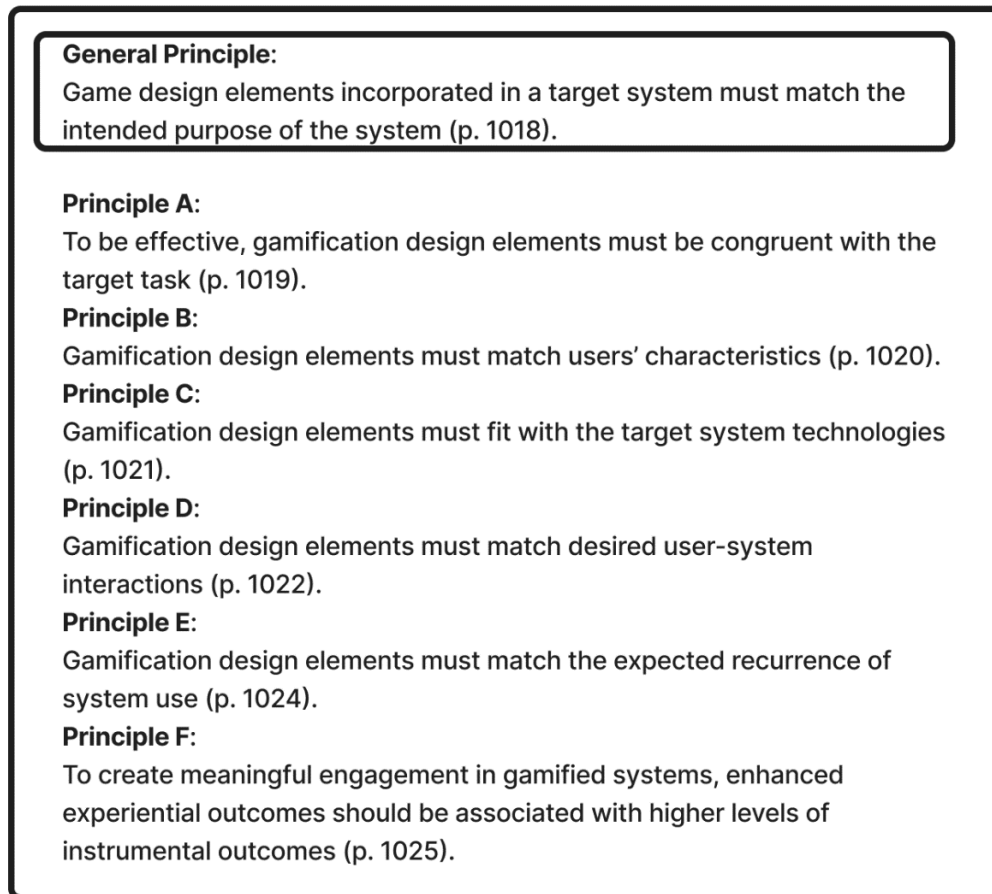 General Principle:
Game design elements incorporated in a target system must match the
intended purpose of the system (p. 1018).
Principle A:
To be effective, gamification design elements must be congruent with the
target task (p. 1019).
Principle B:
Gamification design elements must match users’ characteristics (p. 1020).
Principle C:
Gamification design elements must fit with the target system technologies
(p. 1021).
Principle D:
Gamification design elements must match desired user-system
interactions (p. 1022).
Principle E:
Gamification design elements must match the expected recurrence of
system use (p. 1024).
Principle F:
To create meaningful engagement in gamified systems, enhanced
experiential outcomes should be associated with higher levels of
instrumental outcomes (p. 1025).